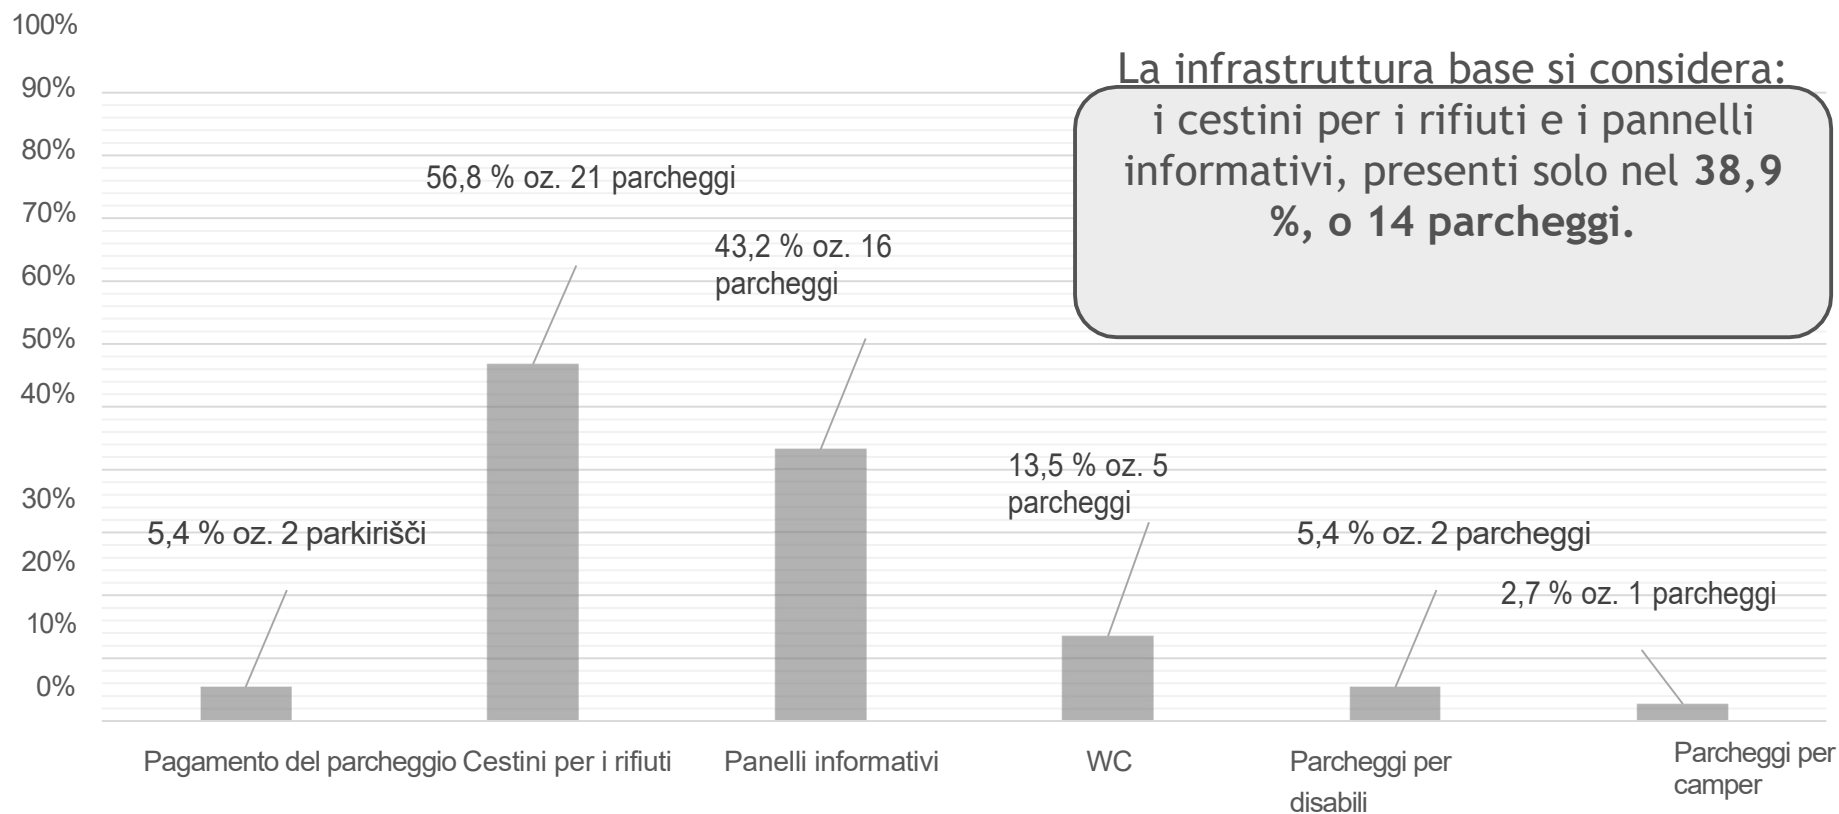 100%
La infrastruttura base si considera:
i cestini per i rifiuti e i pannelli
informativi, presenti solo nel 38,9
%, o 14 parcheggi.
90%
80%
70%
60%
50%
40%
30%
20%
10%
0%
56,8 % oz. 21 parcheggi
43,2 % oz. 16
parcheggi
13,5 % oz. 5
parcheggi
5,4 % oz. 2 parkirišči
5,4 % oz. 2 parcheggi
2,7 % oz. 1 parcheggi
Pagamento del parcheggio
Cestini per i rifiuti
Panelli informativi
WC
Parcheggi per
disabili
Parcheggi per
camper